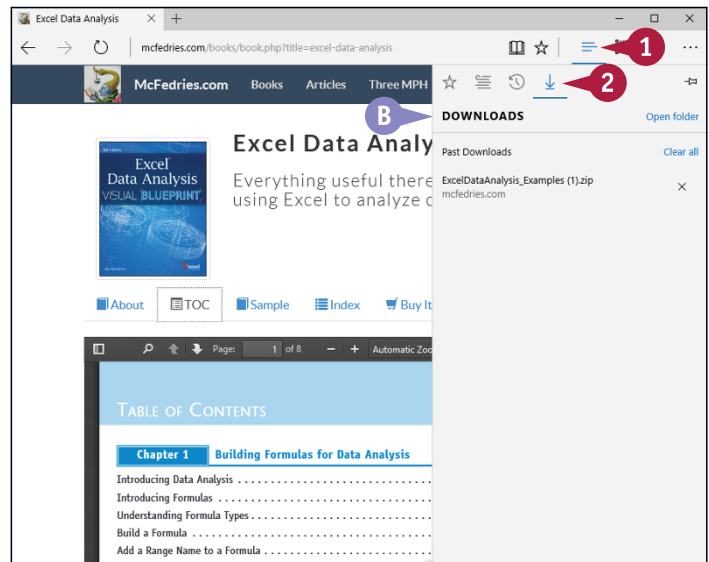 Excel Data Analysis
mcfedries.com/books/book.php?title=excel-data-analysis
1
2
McFedries.com Books Articles Three MPH
B
DOWNLOADS Open folder
Past Downloads Clear all
ExcelDataAnalysis_Examples (1).zip
mcfedries.com
Excel Data Analy
Everything useful there
using Excel to analyze d
Excel
Data Analysis
VISUAL BLUEPRINT
About TOC Sample Index Buy It
Page: 1 of 8 Automatic Zoo
TABLE OF CONTENTS
Chapter 1 Building Formulas for Data Analysis
Introducing Data Analysis . . . . . . . . . . . . . . . . . . . . . . . . . . . . .
Introducing Formulas . . . . . . . . . . . . . . . . . . . . . . . . . . . . . . . .
Understanding Formula Types . . . . . . . . . . . . . . . . . . . . . . . . . . .
Build a Formula . . . . . . . . . . . . . . . . . . . . . . . . . . . . . . . . . . . .
Add a Range Name to a Formula . . . . . . . . . . . . . . . . . . . . . . . . .